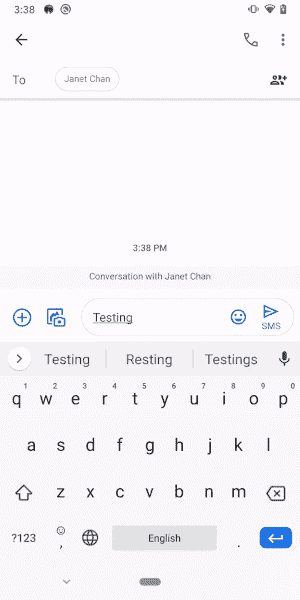 3:38
To Janet Chan
3:38 PM
Conversation with Janet Chan
Testing
SMS
Testing Resting Testings
1 2 3 4 5 6 7 8 9 0
q w e r t y u i o p
a s d f g h j k l
z x c v b n m
?123 , English .